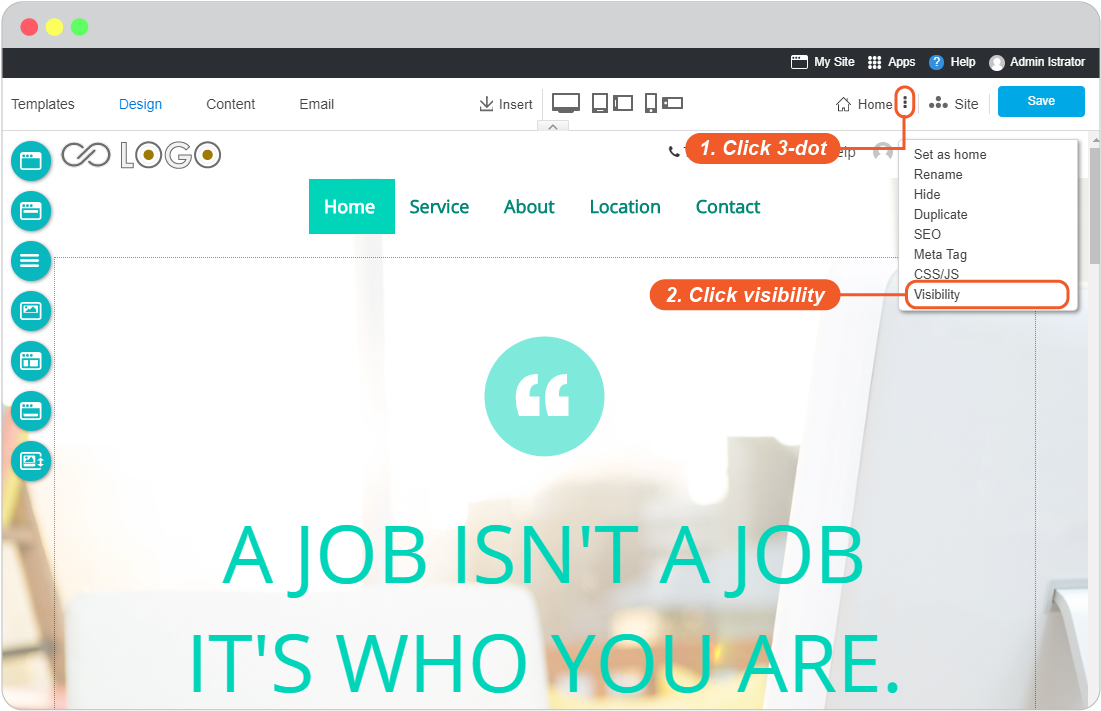 My Site Apps ? Help Admin Istrator
Templates Design Content Email Insert Home Site Save
LOGO
1. Click 3-dot
Home Service About Location Contact
Set as home
Rename
Hide
Duplicate
SEO
Meta Tag
CSS/JS
2. Click visibility
Visibility
A JOB ISN'T A JOB
IT'S WHO YOU ARE.